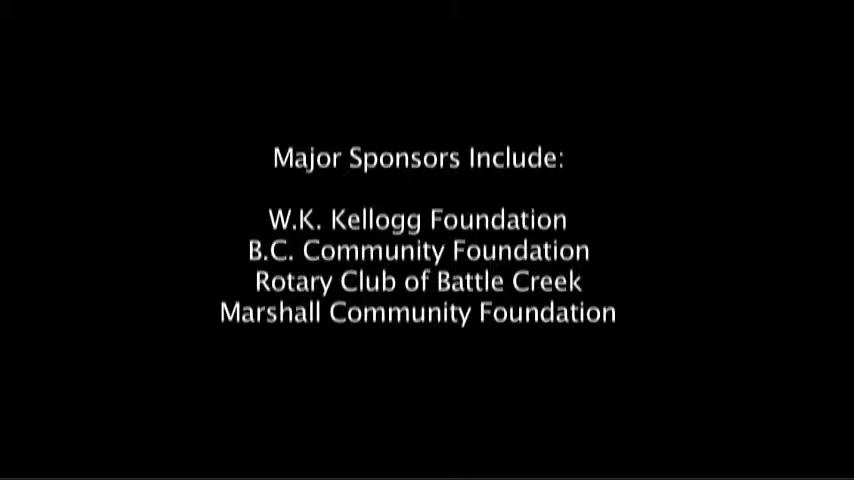 Major Sponsors Include:
W.K. Kellogg Foundation
B.C. Community Foundation
Rotary Club of Battle Creek
Marshall Community Foundation